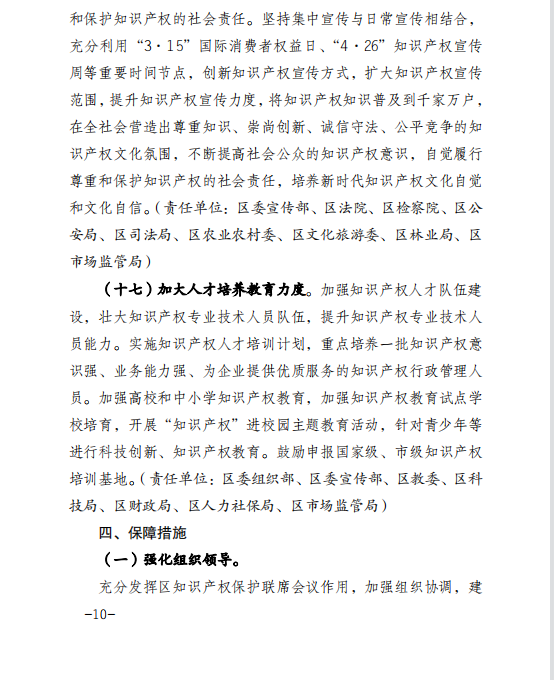 和保护知识产权的社会责任。坚持集中宣传与日常宣传相结合，
充分利用“3·15”国际消费者权益日、“4·26”知识产权宣传
周等重要时间节点，创新知识产权宣传方式，扩大知识产权宣传
范围，提升知识产权宣传力度，将知识产权知识普及到千家万户，
在全社会营造出尊重知识、崇尚创新、诚信守法、公平竞争的知
识产权文化氛围，不断提高社会公众的知识产权意识，自觉履行
尊重和保护知识产权的社会责任，培养新时代知识产权文化自觉
和文化自信。（责任单位：区委宣传部、区法院、区检察院、区公
安局、区司法局、区农业农村委、区文化旅游委、区林业局、区
市场监管局）
（十七）加大人才培养教育力度。加强知识产权人才队伍建
设，壮大知识产权专业技术人员队伍，提升知识产权专业技术人
员能力。实施知识产权人才培训计划，重点培养一批知识产权意
识强、业务能力强、为企业提供优质服务的知识产权行政管理人
员。加强高校和中小学知识产权教育，加强知识产权教育试点学
校培育，开展“知识产权”进校园主题教育活动，针对青少年等
进行科技创新、知识产权教育。鼓励申报国家级、市级知识产权
培训基地。（责任单位：区委组织部、区委宣传部、区教委、区科
技局、区财政局、区人力社保局、区市场监管局）
四、保障措施
（一）强化组织领导。
充分发挥区知识产权保护联席会议作用，加强组织协调，建
-10-